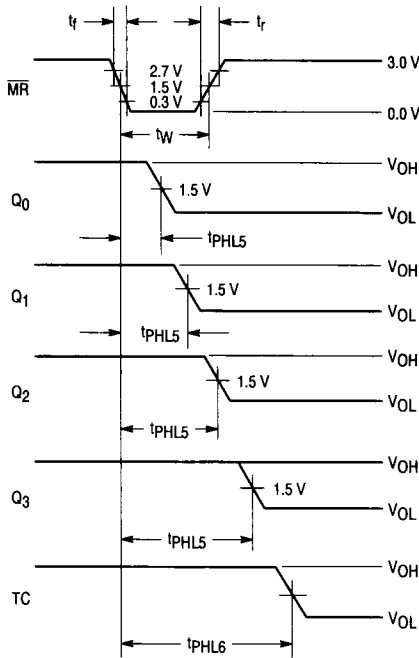 tf tr
MR 2.7 V 3.0 V
1.5 V
0.3 V 0.0 V
tW
VOH
Q0 1.5 V
VOL
tPHL5
VOH
Q1 1.5 V
VOL
tPHL5
VOH
Q2 1.5 V
VOL
tPHL5
VOH
Q3 1.5 V
VOL
tPHL5
VOH
TC
VOL
tPHL6